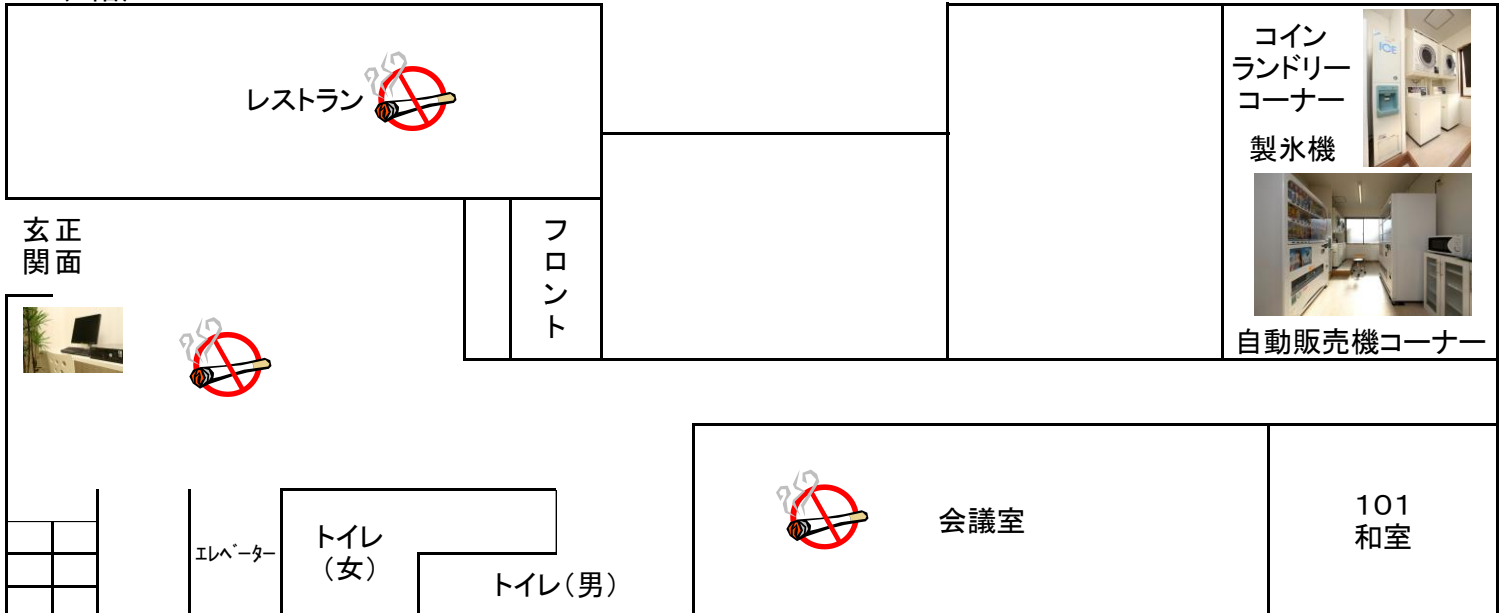 レストラン
コイン
ランドリー
コーナー
ICE
製氷機
正面
玄関
フロント
自動販売機コーナー
エレベーター
トイレ
（女）
トイレ（男）
会議室
１０１
和室